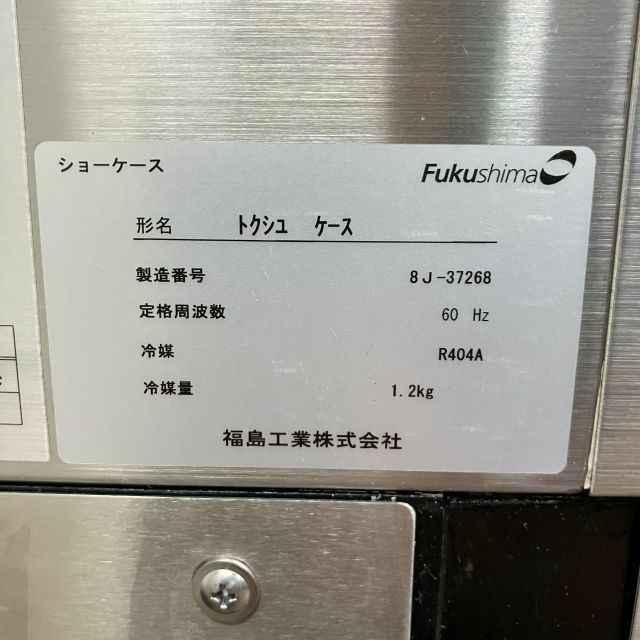 ショーケース Fukushima
形名 ﾄｸｼﾕ ｹｰｽ
製造番号 8J-37268
定格周波数 60 Hz
冷媒 R404A
冷媒量 1.2kg
福島工業株式会社